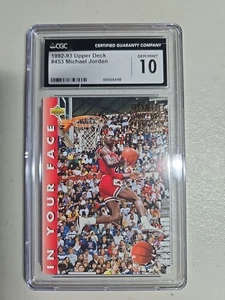 CGC
CERTIFIED GUARANTY COMPANY
1992-93 Upper Deck
#453 Michael Jordan
GEM MINT
10
IN YOUR FACE